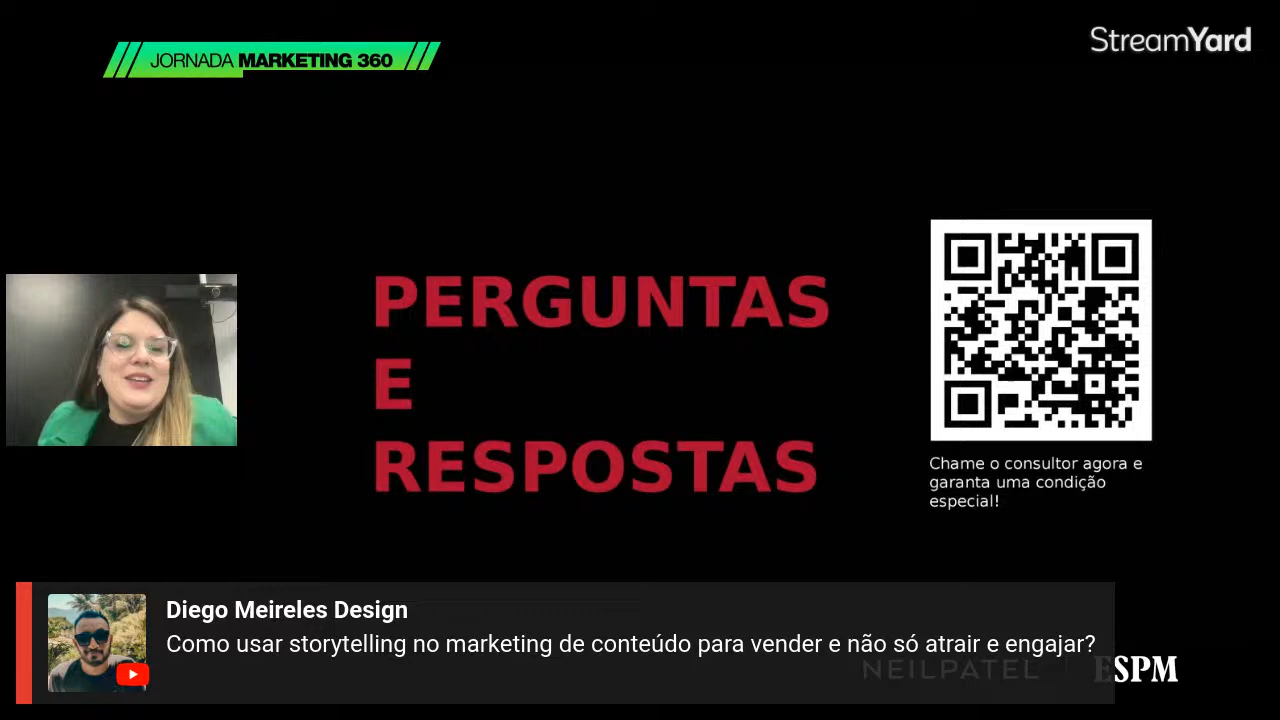 JORNADA MARKETING 360
StreamYard
PERGUNTAS
E
RESPOSTAS
Chame o consultor agora e
garanta uma condição
especial!
Diego Meireles Design
Como usar storytelling no marketing de conteúdo para vender e não só atrair e engajar?
NEILPATEL
ESPM